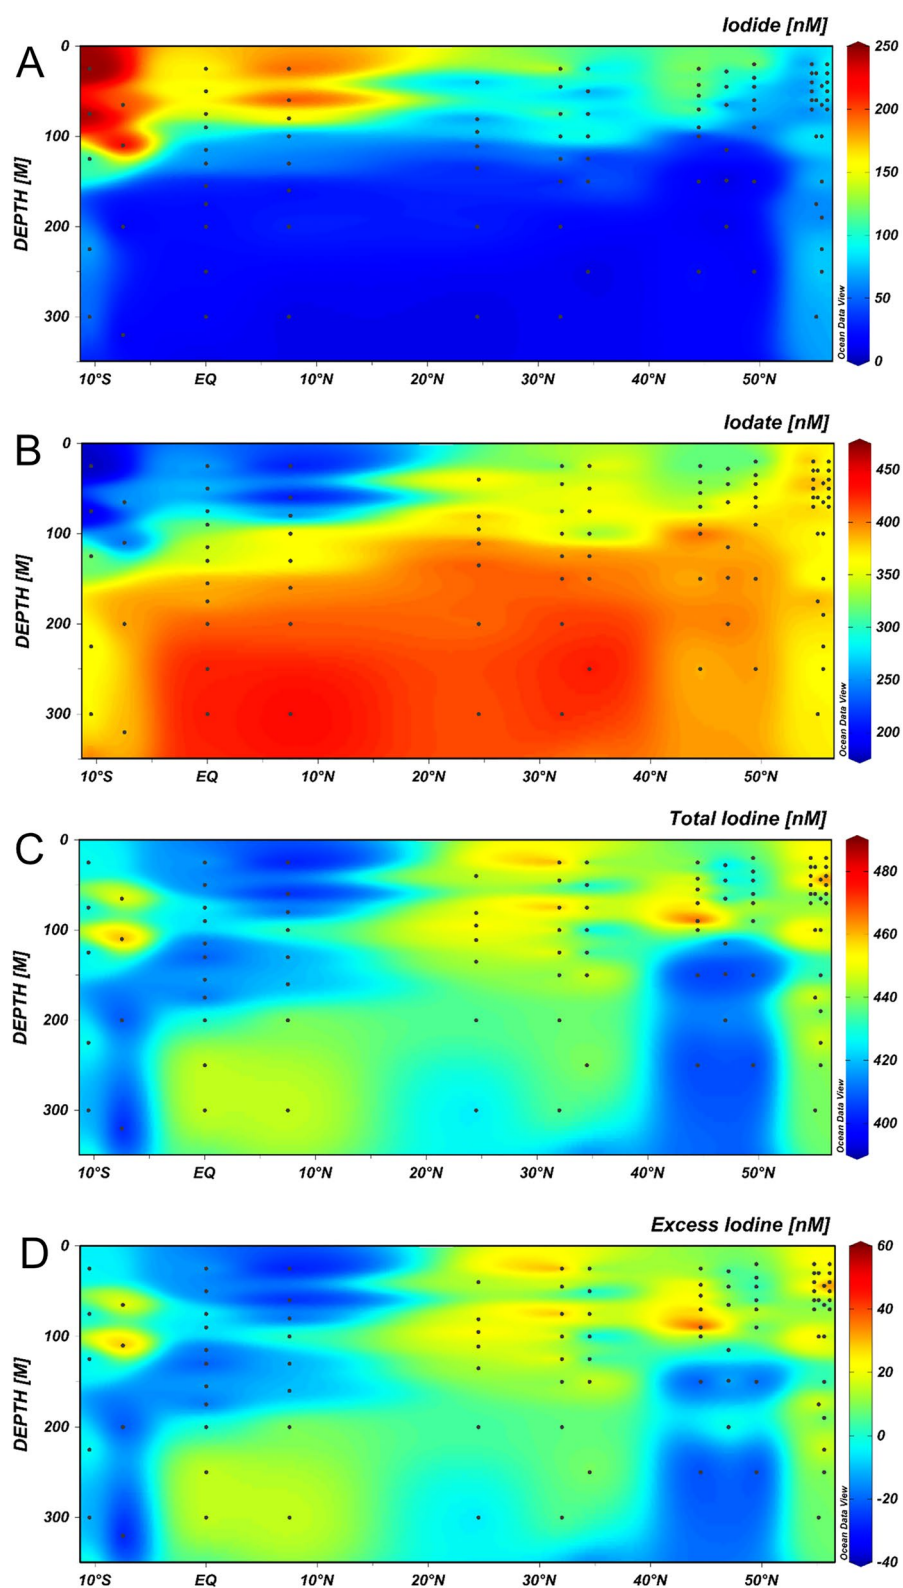 A
Iodide [nM]
0
100
200
300
DEPTH [M]
10°S EQ 10°N 20°N 30°N 40°N 50°N
250
200
150
100
50
0
Ocean Data View
B
Iodate [nM]
0
100
200
300
DEPTH [M]
10°S EQ 10°N 20°N 30°N 40°N 50°N
450
400
350
300
250
200
Ocean Data View
C
Total Iodine [nM]
0
100
200
300
DEPTH [M]
10°S EQ 10°N 20°N 30°N 40°N 50°N
480
460
440
420
400
Ocean Data View
D
Excess Iodine [nM]
0
100
200
300
DEPTH [M]
10°S EQ 10°N 20°N 30°N 40°N 50°N
60
40
20
0
-20
-40
Ocean Data View